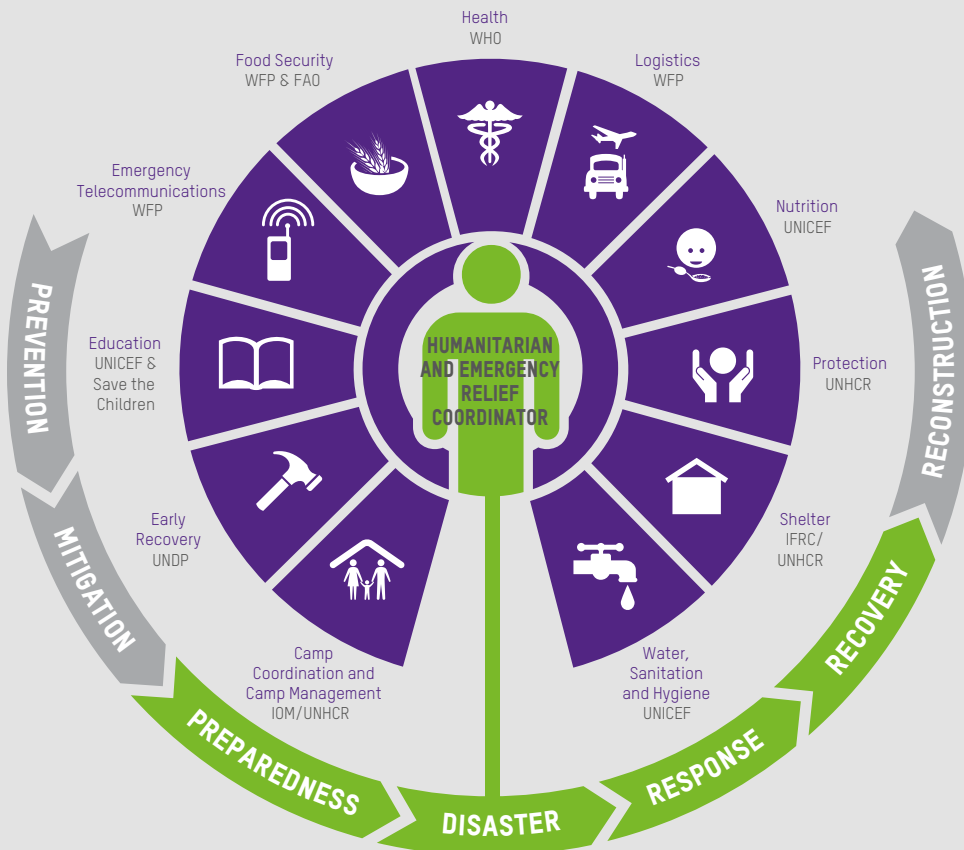 Health
WHO
Logistics
WFP
Nutrition
UNICEF
Protection
UNHCR
Shelter
IFRC/
UNHCR
Water,
Sanitation
and Hygiene
UNICEF
Camp
Coordination and
Camp Management
IOM/UNHCR
Early
Recovery
UNDP
Education
UNICEF &
Save the
Children
Emergency
Telecommunications
WFP
Food Security
WFP & FAO
HUMANITARIAN
AND EMERGENCY
RELIEF
COORDINATOR
PREVENTION
MITIGATION
PREPAREDNESS
DISASTER
RESPONSE
RECOVERY
RECONSTRUCTION